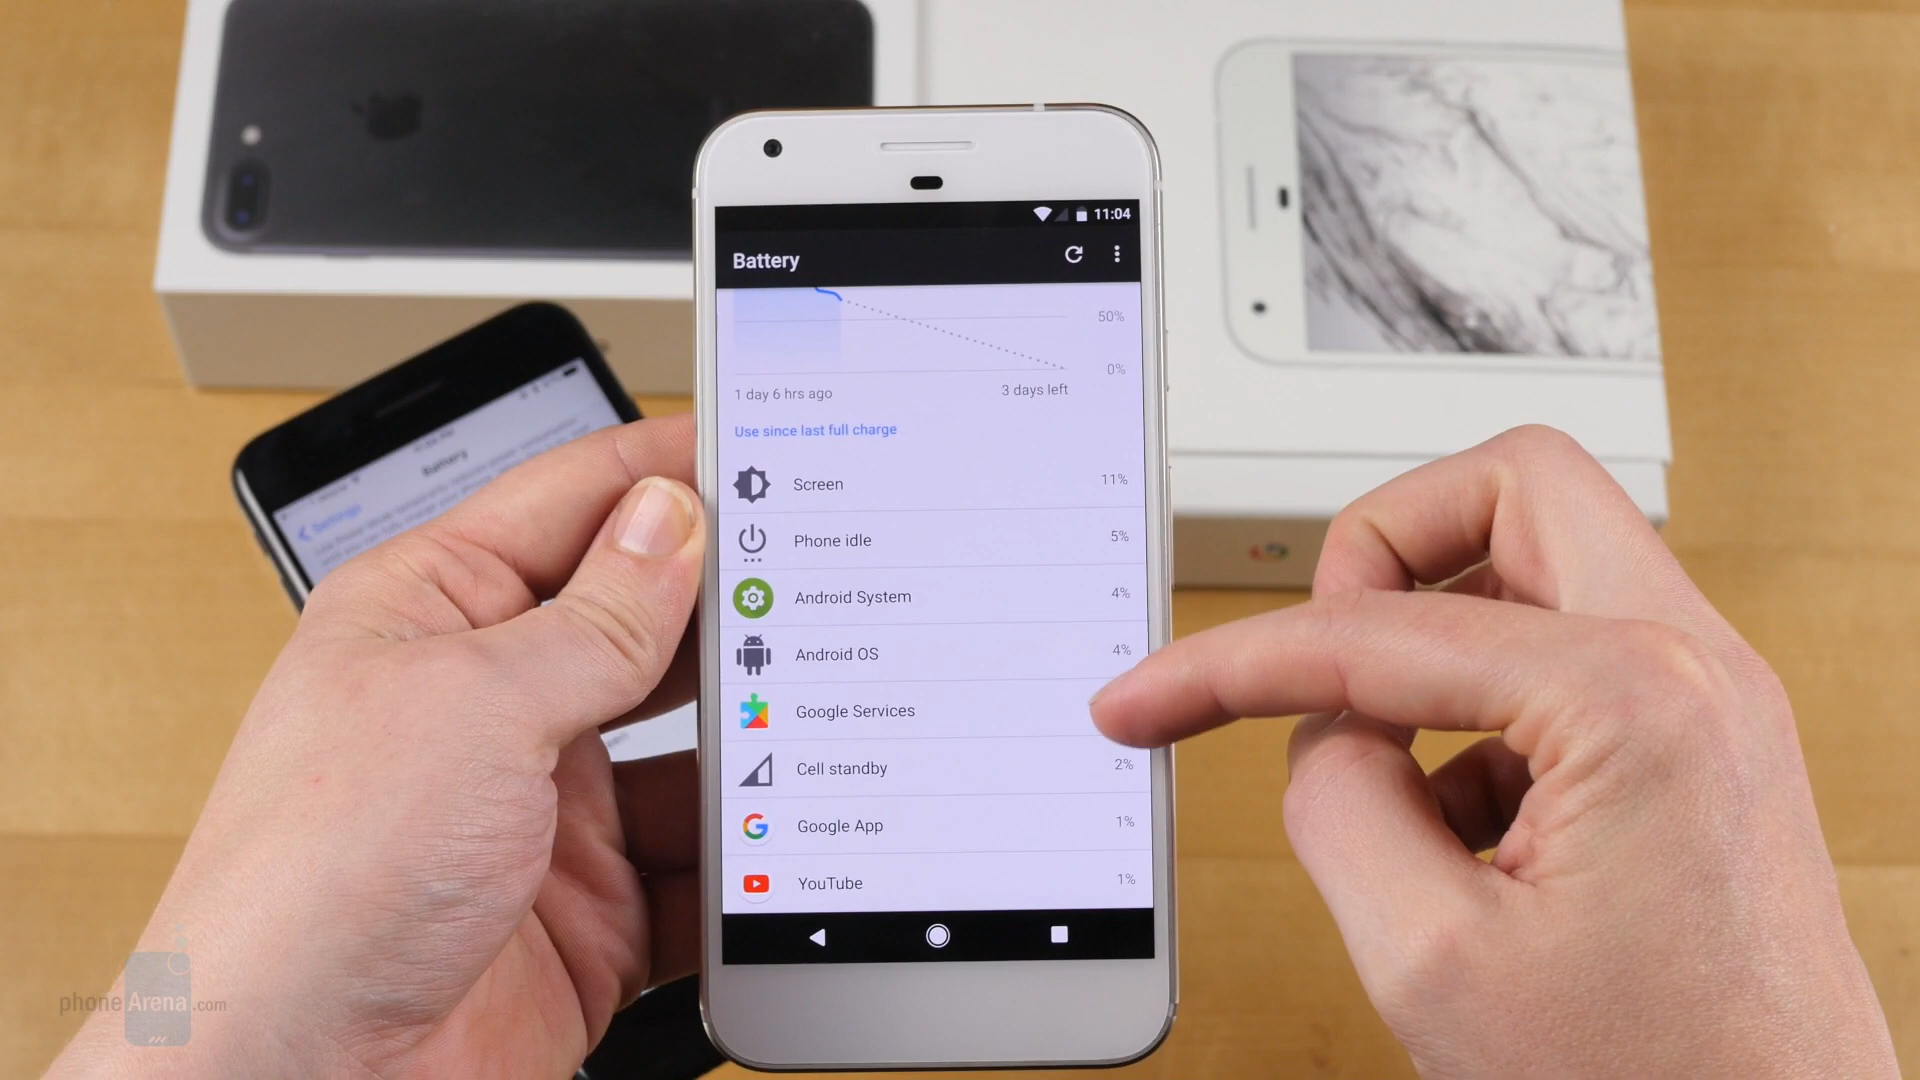 11:04
Battery
50%
0%
1 day 6 hrs ago 3 days left
Use since last full charge
Screen 11%
Phone idle 5%
Android System 4%
Android OS 4%
Google Services
Cell standby 2%
Google App 1%
YouTube 1%
Battery
Settings
phoneArena.com